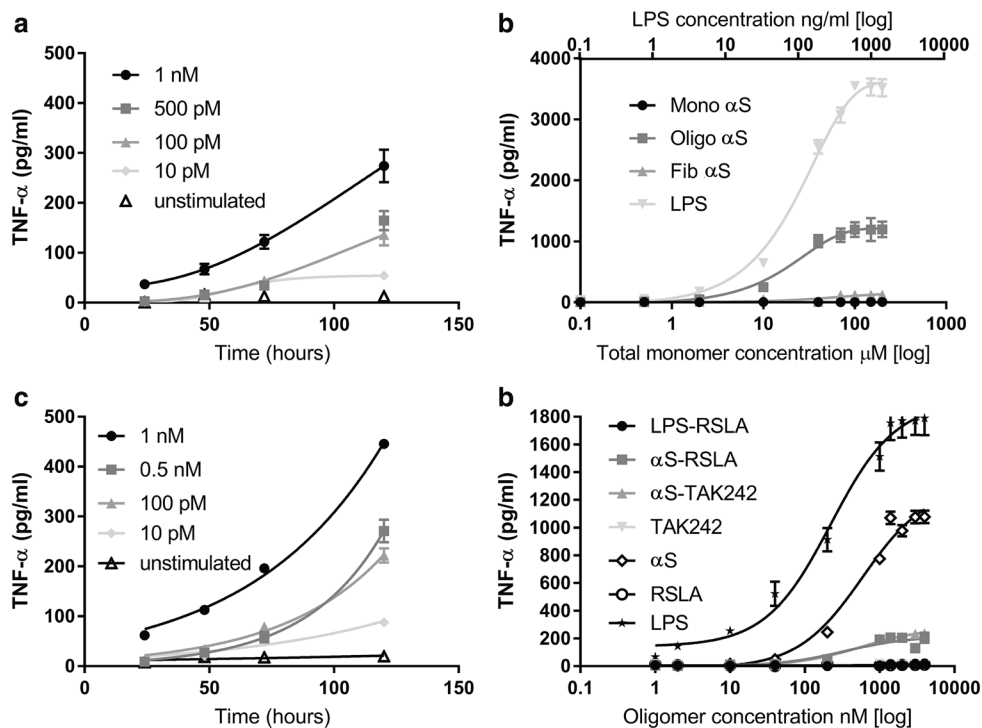 a
500
400
300
200
100
0
TNF-α (pg/ml)
1 nM
500 pM
100 pM
10 pM
unstimulated
0 50 100 150
Time (hours)
b
LPS concentration ng/ml [log]
0.1 1 10 100 1000 10000
4000
3000
2000
1000
0
TNF-α (pg/ml)
Mono αS
Oligo αS
Fib αS
LPS
0.1 1 10 100 1000
Total monomer concentration μM [log]
c
500
400
300
200
100
0
TNF-α (pg/ml)
1 nM
0.5 nM
100 pM
10 pM
unstimulated
0 50 100 150
Time (hours)
b
1800
1600
1400
1200
1000
800
600
400
200
0
TNF-α (pg/ml)
LPS-RSLA
αS-RSLA
αS-TAK242
TAK242
αS
RSLA
LPS
0.1 1 10 100 1000 10000
Oligomer concentration nM [log]